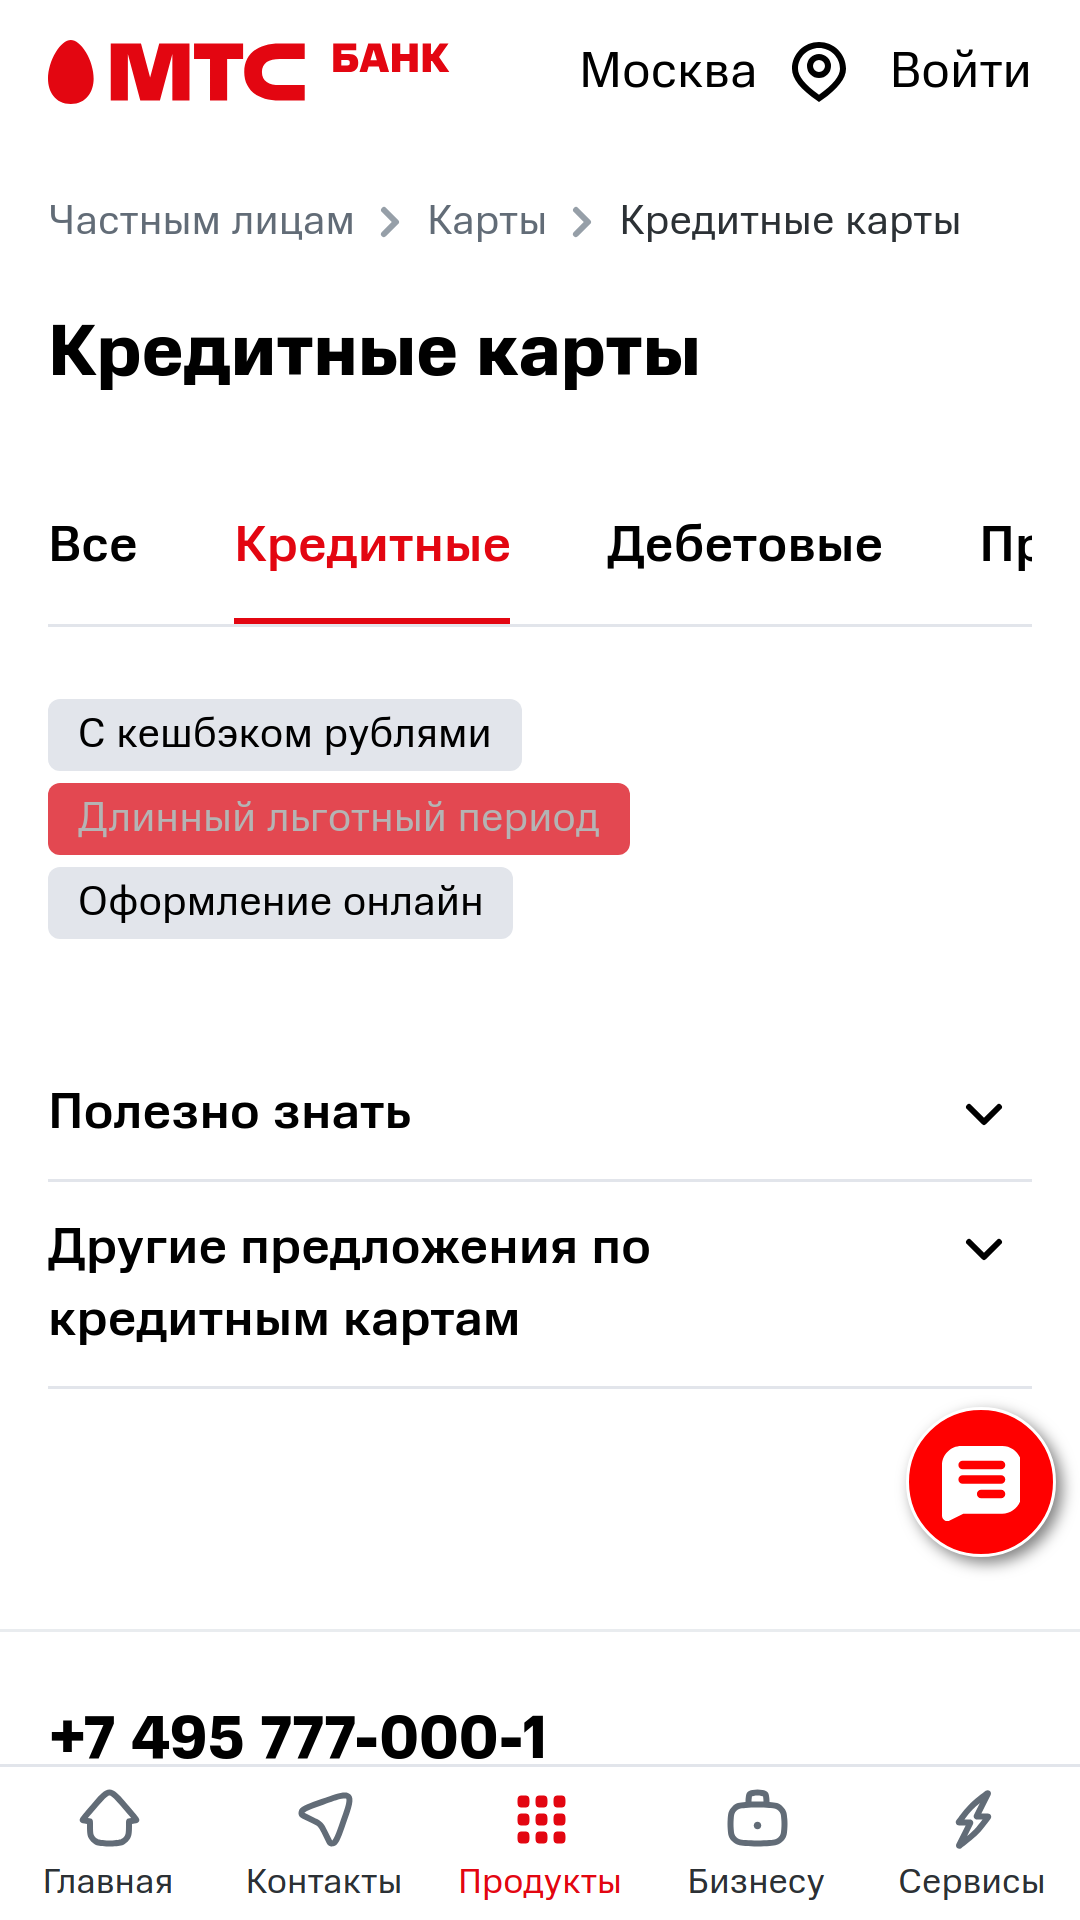 МТС БАНК
Москва Войти
Частным лицам Карты Кредитные карты
Кредитные карты
Все Кредитные Дебетовые Пр
С кешбэком рублями
Длинный льготный период
Оформление онлайн
Полезно знать
Другие предложения по
кредитным картам
+7 495 777-000-1
Главная Контакты Продукты Бизнесу Сервисы